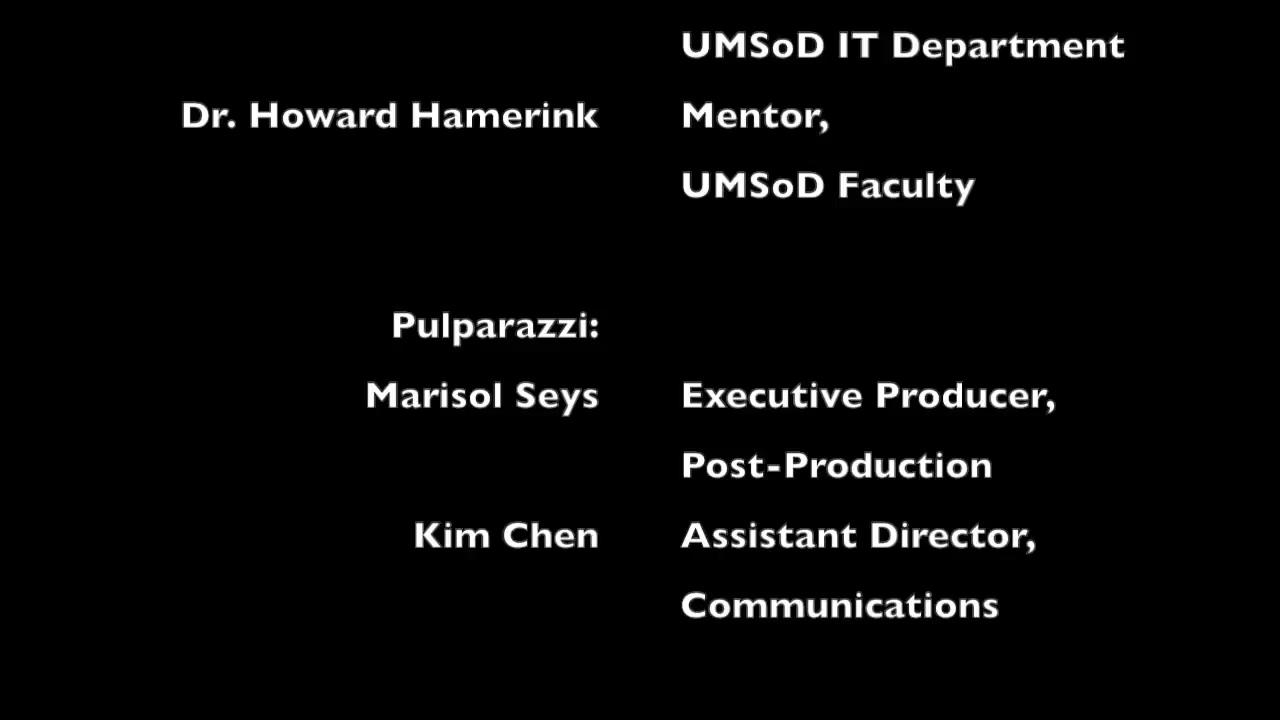 UMSoD IT Department
Dr. Howard Hamerink Mentor,
UMSoD Faculty
Pulparazzi:
Marisol Seys Executive Producer,
Post-Production
Kim Chen Assistant Director,
Communications